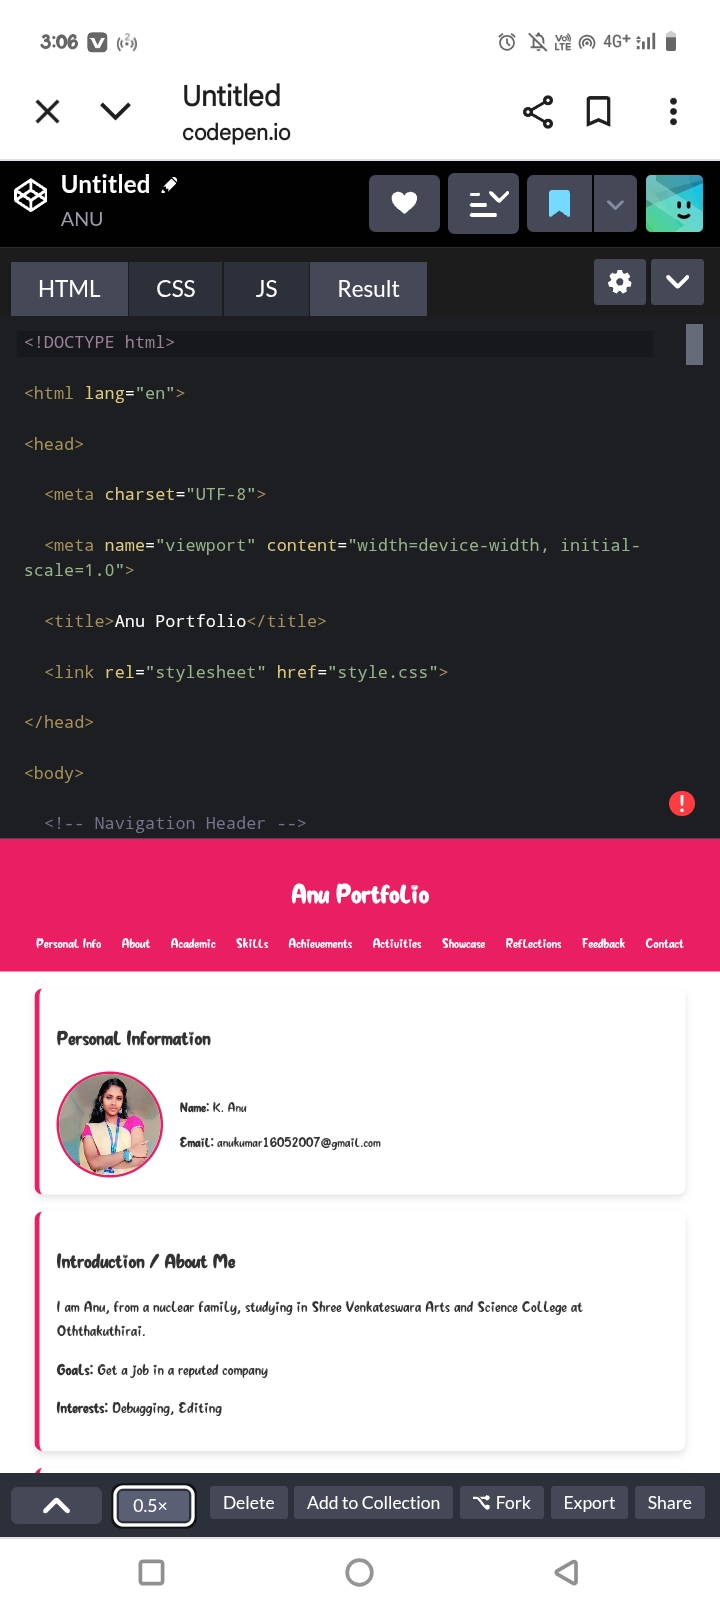 3:06
Vo)) LTE 4G+
Untitled
codepen.io
Untitled
ANU
HTML CSS JS Result
<!DOCTYPE html>
<html lang="en">
<head>
<meta charset="UTF-8">
<meta name="viewport" content="width=device-width, initial-
scale=1.0">
<title>Anu Portfolio</title>
<link rel="stylesheet" href="style.css">
</head>
<body>
<!-- Navigation Header -->
Anu Portfolio
Personal Info About Academic Skills Achievements Activities Showcase Reflections Feedback Contact
Personal Information
Name: K. Anu
Email: anukumar16052007@gmail.com
Introduction / About Me
I am Anu, from a nuclear family, studying in Shree Venkateswara Arts and Science College at
Oththakuthirai.
Goals: Get a job in a reputed company
Interests: Debugging, Editing
0.5× Delete Add to Collection Fork Export Share